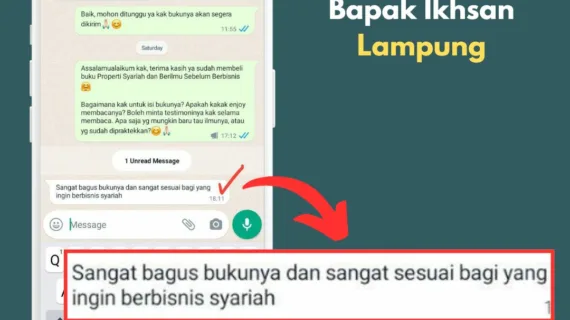 Bapak Ikhsan
Lampung
Baik, mohon ditunggu ya kak bukunya akan segera
dikirim
11:55
Saturday
Assalamualaikum kak, terima kasih ya sudah membeli
buku Properti Syariah dan Berilmu Sebelum Berbisnis
Bagaimana kak untuk isi bukunya? Apakah kakak enjoy
membacanya? Boleh minta testimoninya kak selama
membaca. Apa saja yg mungkin baru tau ilmunya, atau
yg sudah dipraktekkan?
17:12
1 Unread Message
Sangat bagus bukunya dan sangat sesuai bagi yang
ingin berbisnis syariah
18:11
Message
Q
Sangat bagus bukunya dan sangat sesuai bagi yang
ingin berbisnis syariah